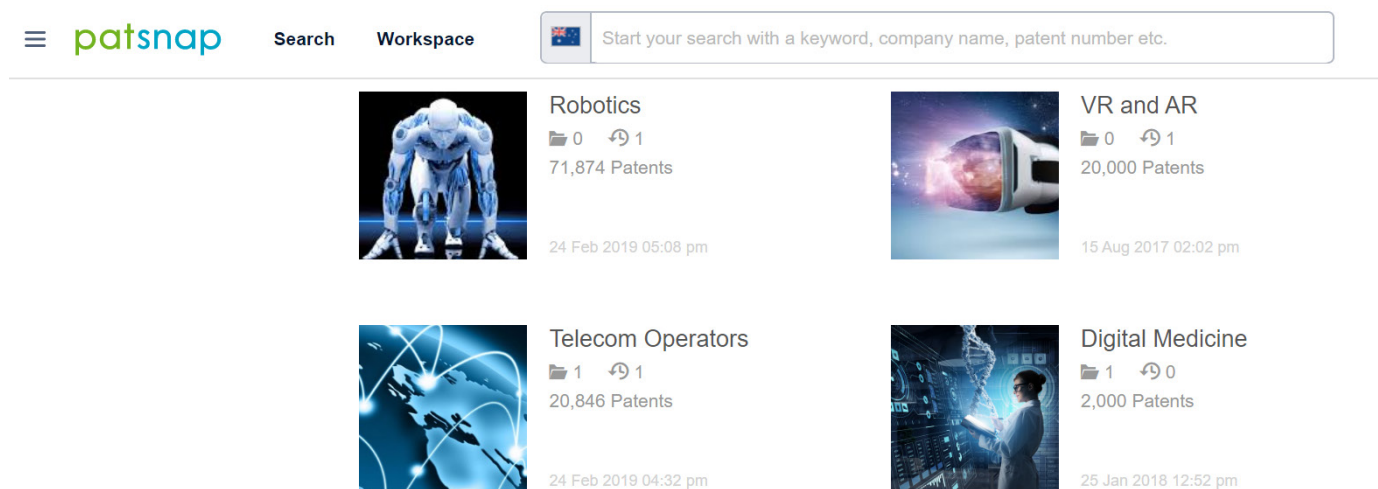 patsnap
Search
Workspace
Start your search with a keyword, company name, patent number etc.
Robotics
0 1
71,874 Patents
24 Feb 2019 05:08 pm
VR and AR
0 1
20,000 Patents
15 Aug 2017 02:02 pm
Telecom Operators
1 1
20,846 Patents
24 Feb 2019 04:32 pm
Digital Medicine
1 0
2,000 Patents
25 Jan 2018 12:52 pm